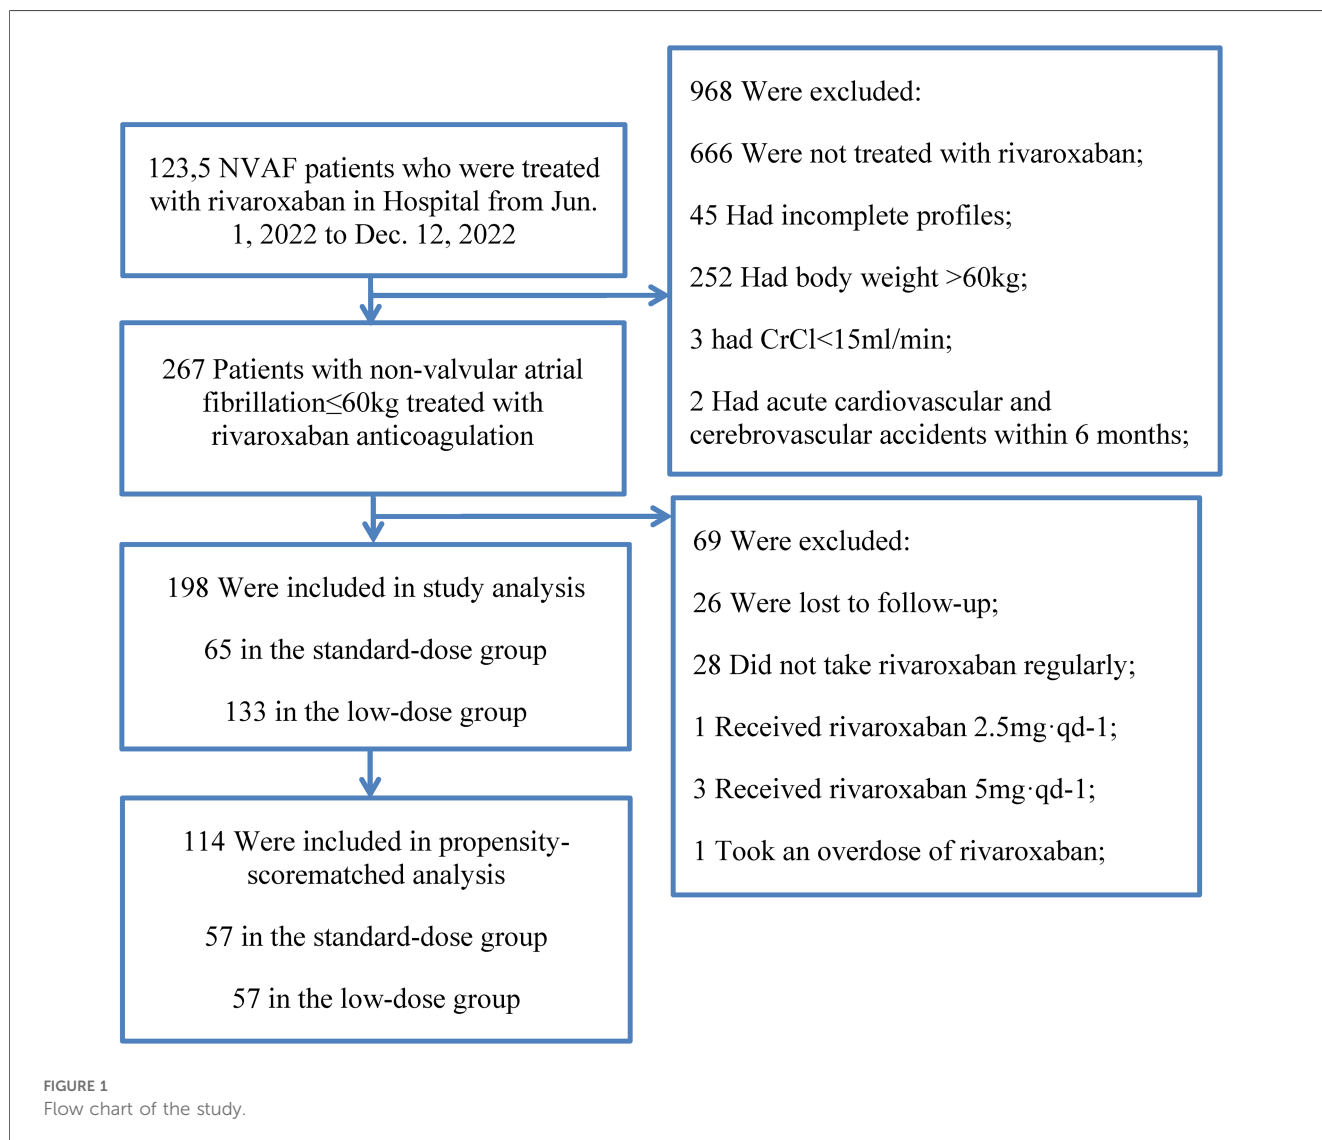 123,5 NVAF patients who were treated
with rivaroxaban in Hospital from Jun.
1, 2022 to Dec. 12, 2022
968 Were excluded:
666 Were not treated with rivaroxaban;
45 Had incomplete profiles;
252 Had body weight >60kg;
3 had CrCl<15ml/min;
2 Had acute cardiovascular and
cerebrovascular accidents within 6 months;
267 Patients with non-valvular atrial
fibrillation≤60kg treated with
rivaroxaban anticoagulation
69 Were excluded:
26 Were lost to follow-up;
28 Did not take rivaroxaban regularly;
1 Received rivaroxaban 2.5mg·qd-1;
3 Received rivaroxaban 5mg·qd-1;
1 Took an overdose of rivaroxaban;
198 Were included in study analysis
65 in the standard-dose group
133 in the low-dose group
114 Were included in propensity-
scorematched analysis
57 in the standard-dose group
57 in the low-dose group
FIGURE 1
Flow chart of the study.